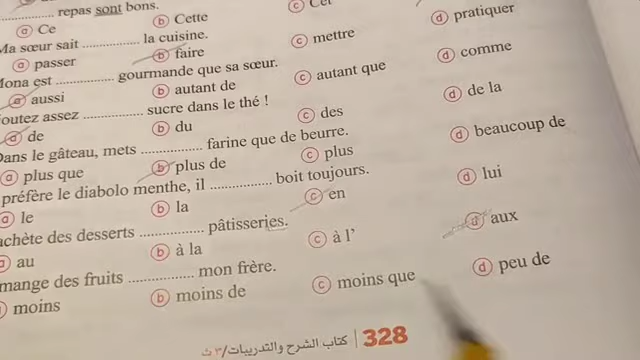 ............... repas sont bons.
ⓐ Ce ⓑ Cette ⓒ Cet
Ma sœur sait ............... la cuisine.
ⓐ passer ⓑ faire ⓒ mettre ⓓ pratiquer
Mona est ............... gourmande que sa sœur.
ⓐ aussi ⓑ autant de ⓒ autant que ⓓ comme
joutez assez ............... sucre dans le thé !
ⓐ de ⓑ du ⓒ des ⓓ de la
Dans le gâteau, mets ............... farine que de beurre.
ⓐ plus que ⓑ plus de ⓒ plus ⓓ beaucoup de
préfère le diabolo menthe, il ............... boit toujours.
ⓐ le ⓑ la ⓒ en ⓓ lui
achète des desserts ............... pâtisseries.
ⓐ au ⓑ à la ⓒ à l' ⓓ aux
mange des fruits ............... mon frère.
moins ⓑ moins de ⓒ moins que ⓓ peu de
328 | كتاب الشرح والتدريبات/ ٣ ث